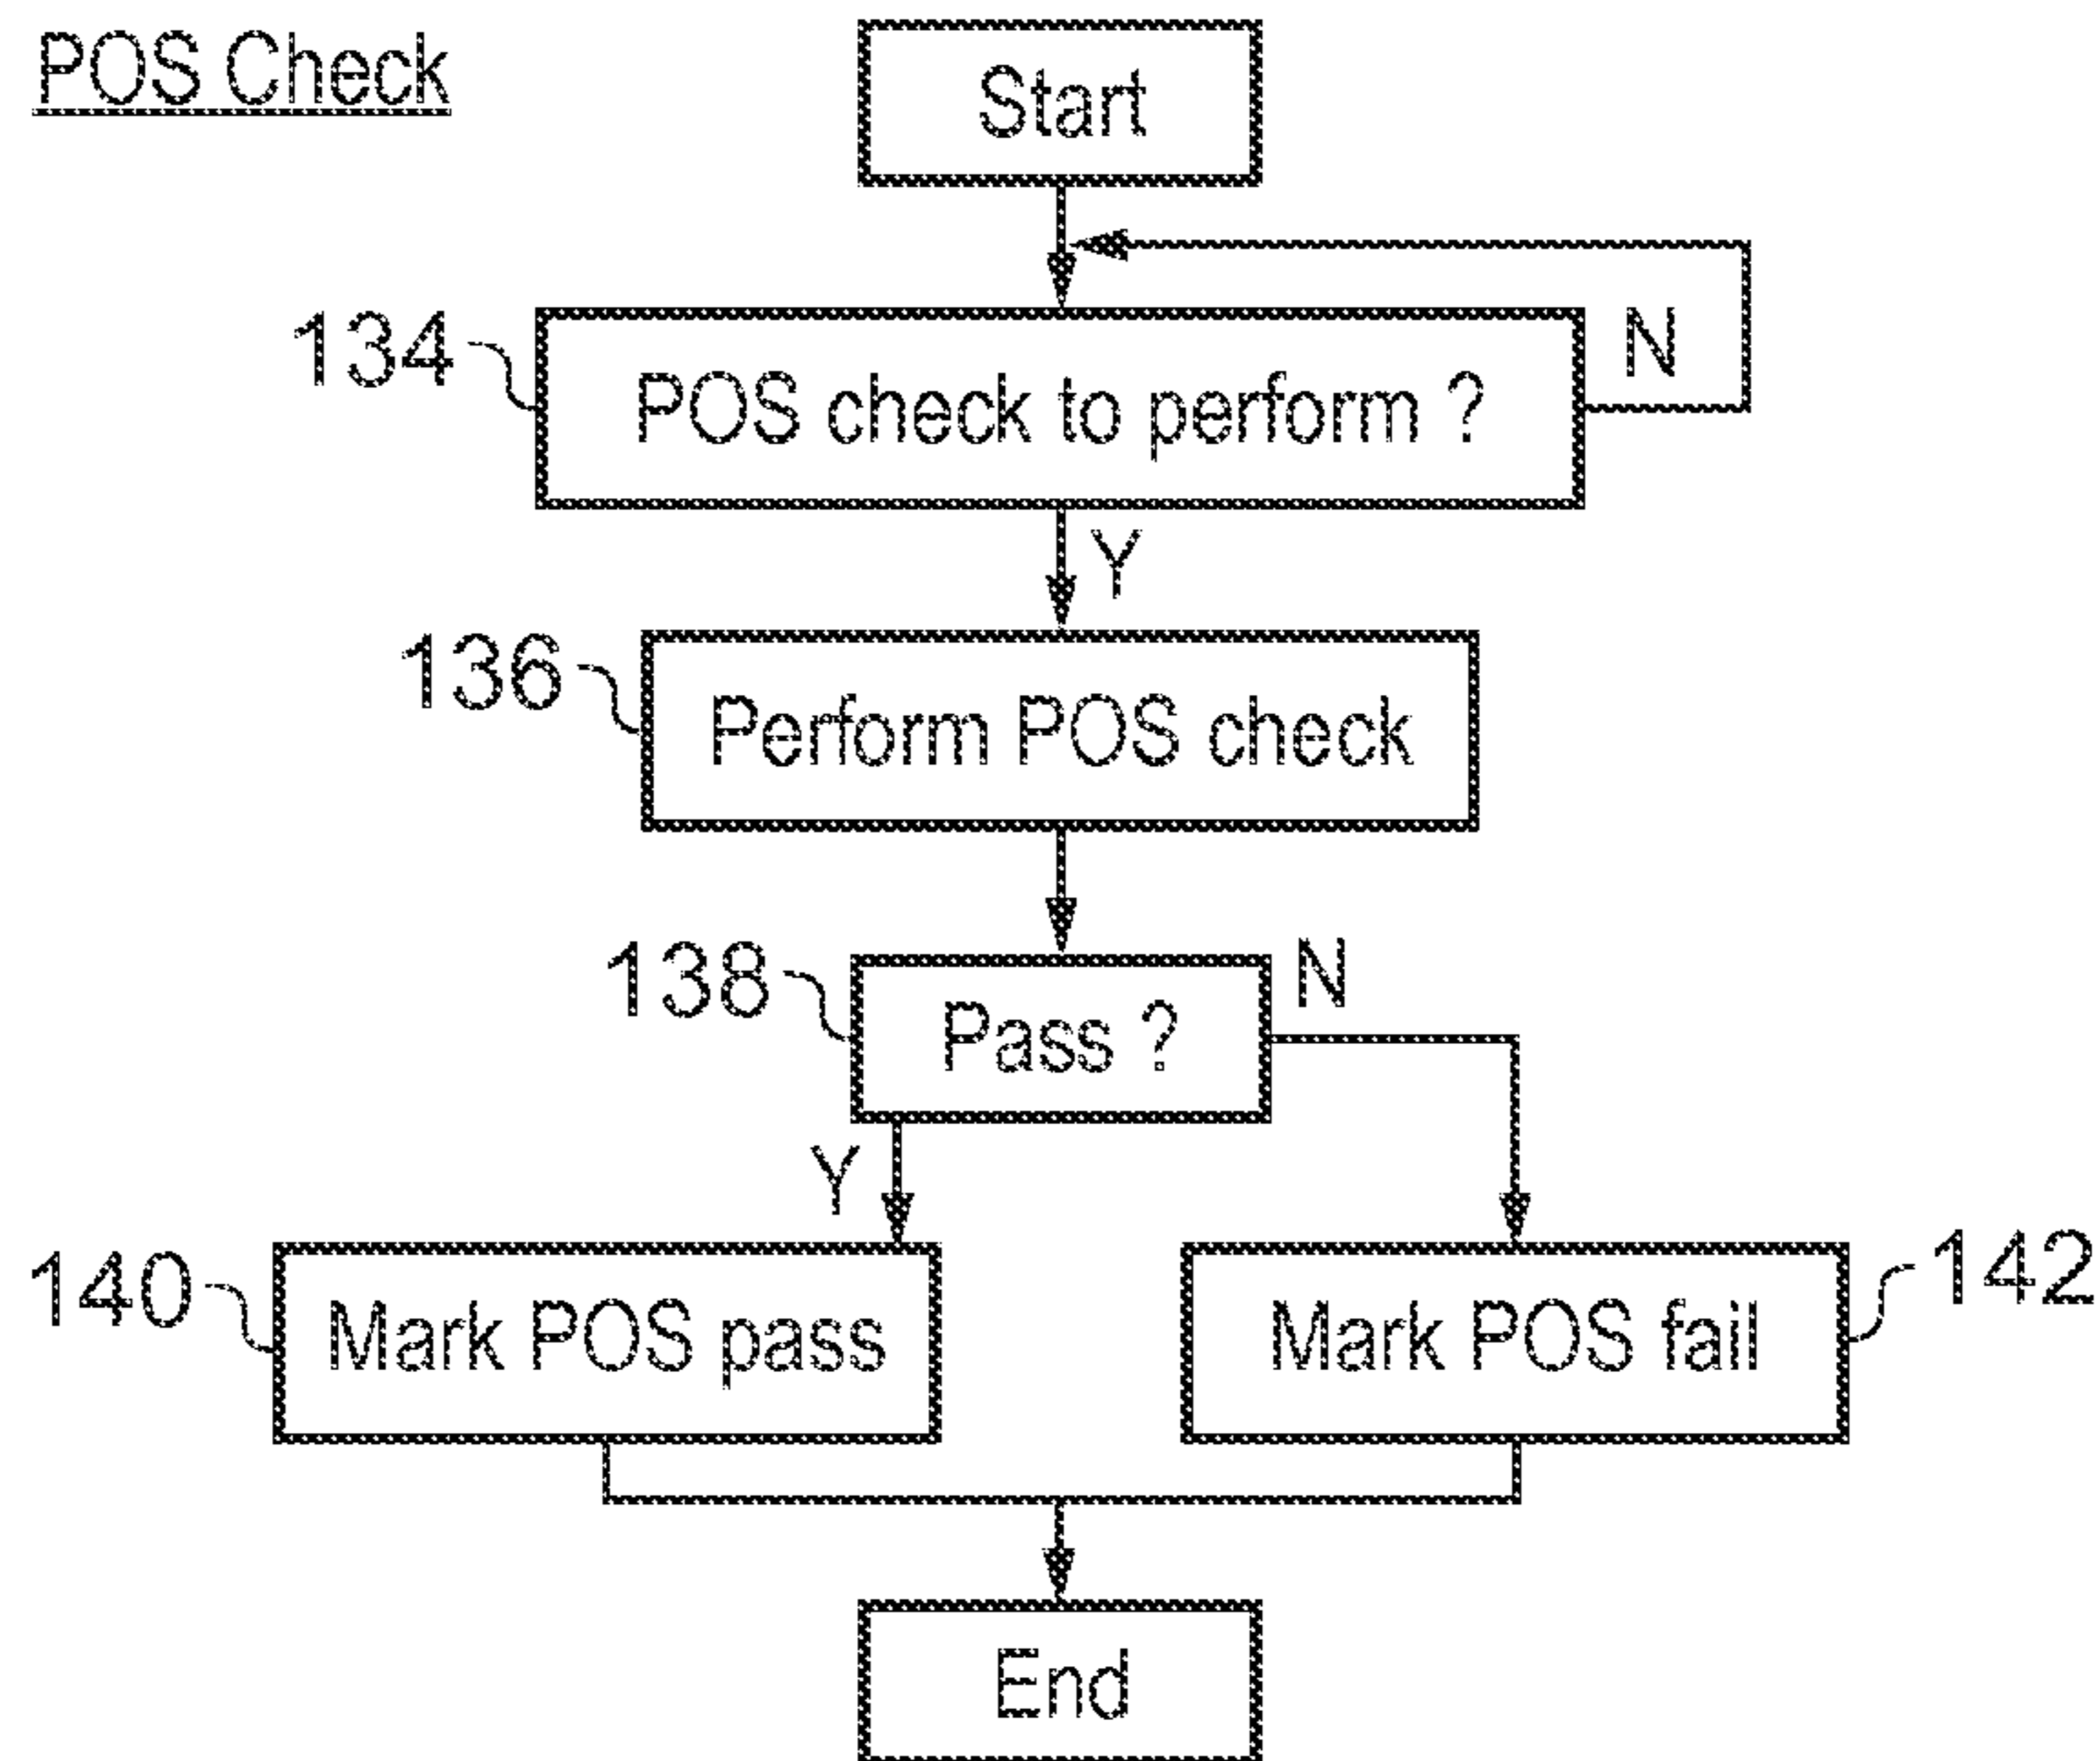 POS Check
Start
134
POS check to perform ?
N
Y
136
Perform POS check
138
Pass ?
N
Y
140
Mark POS pass
Mark POS fail
142
End